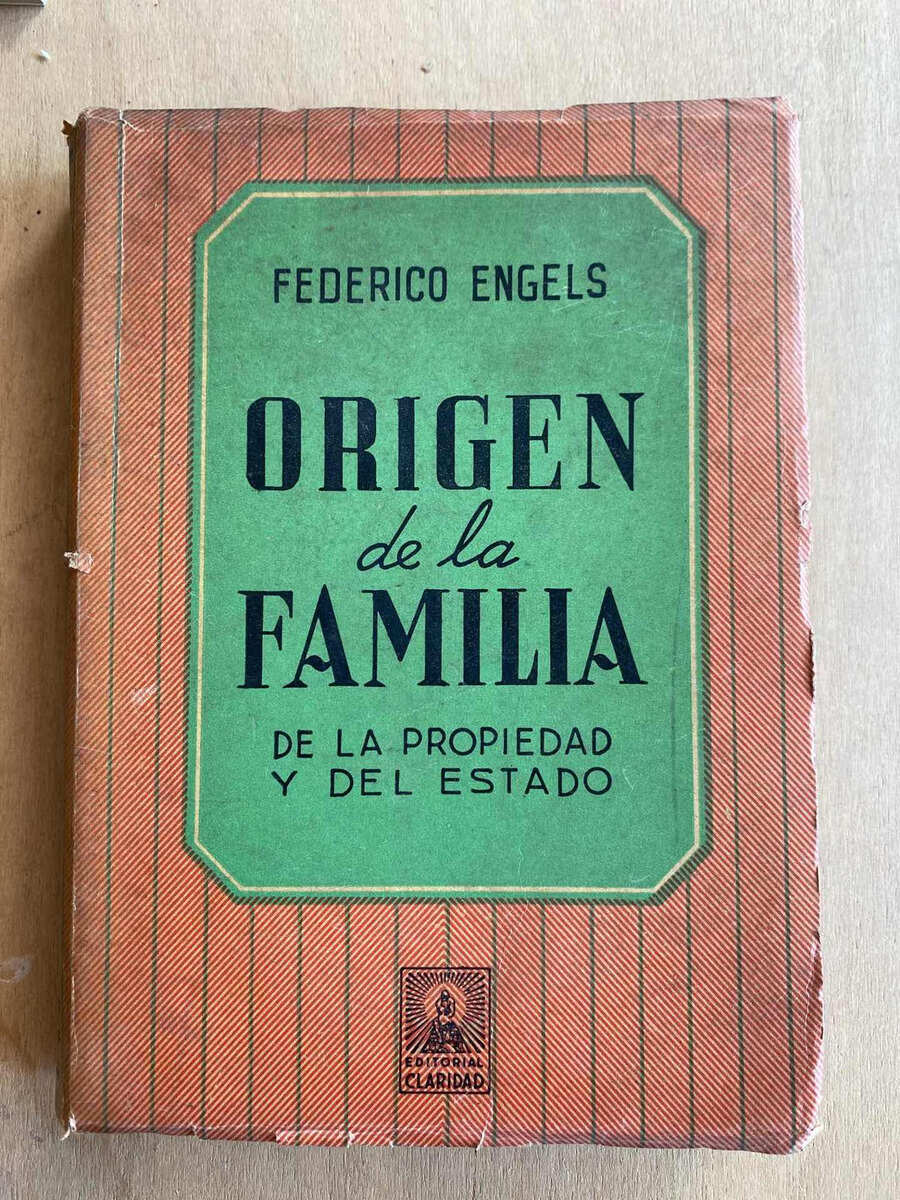 FEDERICO ENGELS
ORIGEN
de la
FAMILIA
DE LA PROPIEDAD
Y DEL ESTADO
EDITORIAL
CLARIDAD